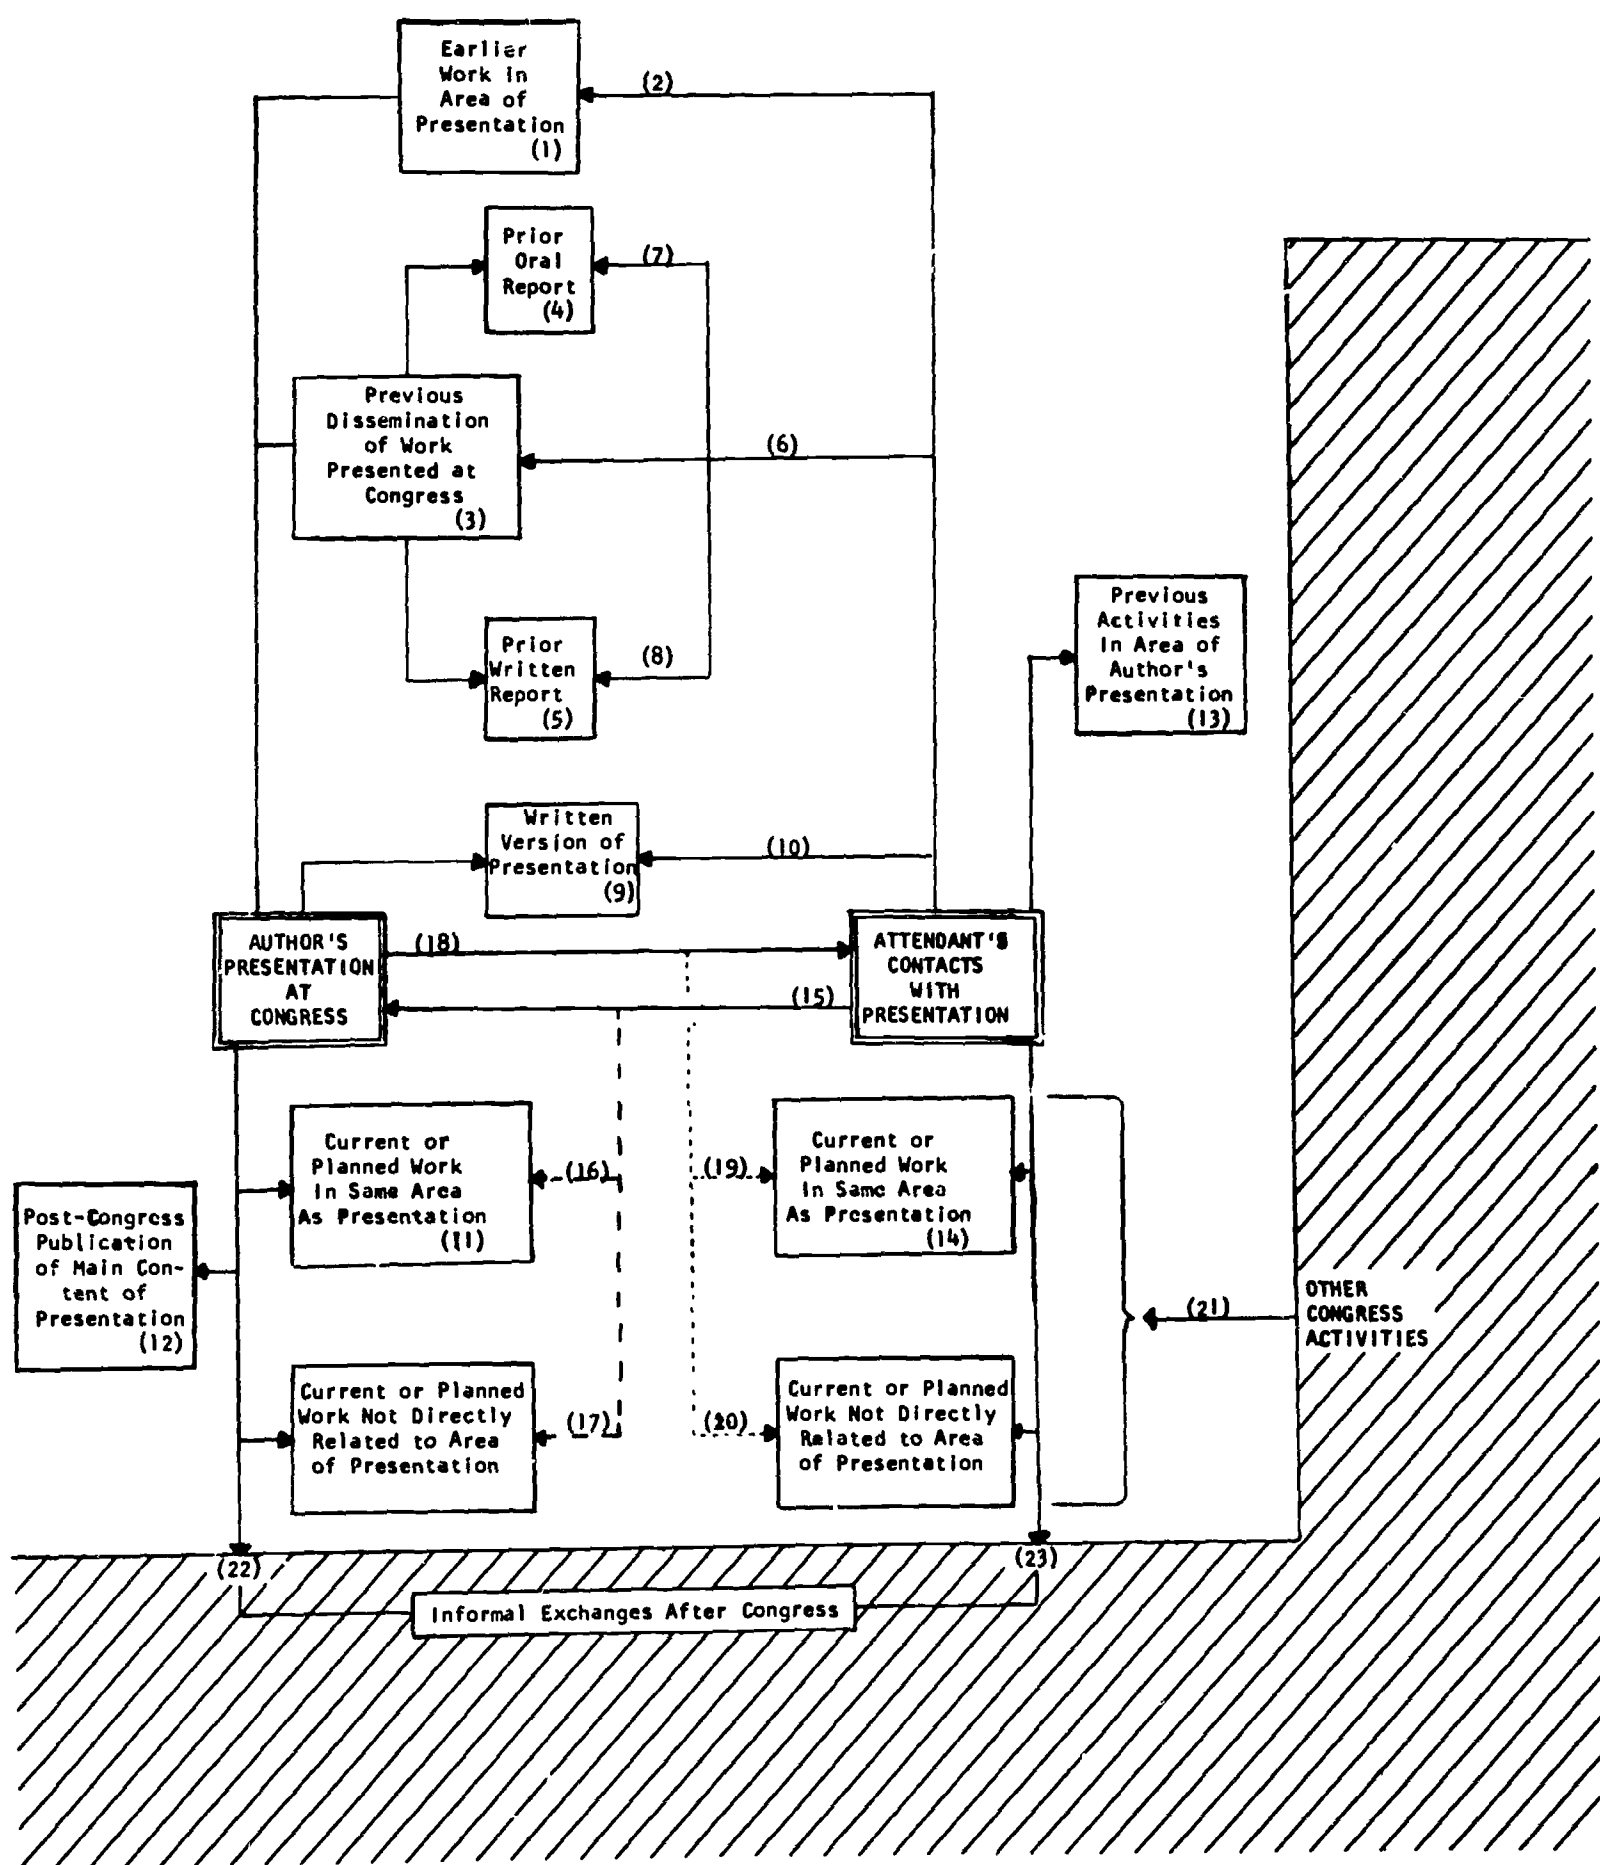 Earlier
Work in
Area of
Presentation
(1)
(2)
Prior
Oral
Report
(4)
(7)
Previous
Dissemination
of Work
Presented at
Congress
(3)
(6)
Prior
Written
Report
(5)
(8)
Previous
Activities
In Area of
Author's
Presentation
(13)
Written
Version of
Presentation
(9)
(10)
AUTHOR'S
PRESENTATION
AT
CONGRESS
(18)
(15)
ATTENDANT'S
CONTACTS
WITH
PRESENTATION
Current or
Planned Work
In Same Area
As Presentation
(11)
(16)
(19)
Current or
Planned Work
In Same Area
As Presentation
(14)
Post-Congress
Publication
of Main Con-
tent of
Presentation
(12)
(21)
OTHER
CONGRESS
ACTIVITIES
Current or Planned
Work Not Directly
Related to Area
of Presentation
(17)
(20)
Current or Planned
Work Not Directly
Related to Area
of Presentation
(22)
(23)
Informal Exchanges After Congress